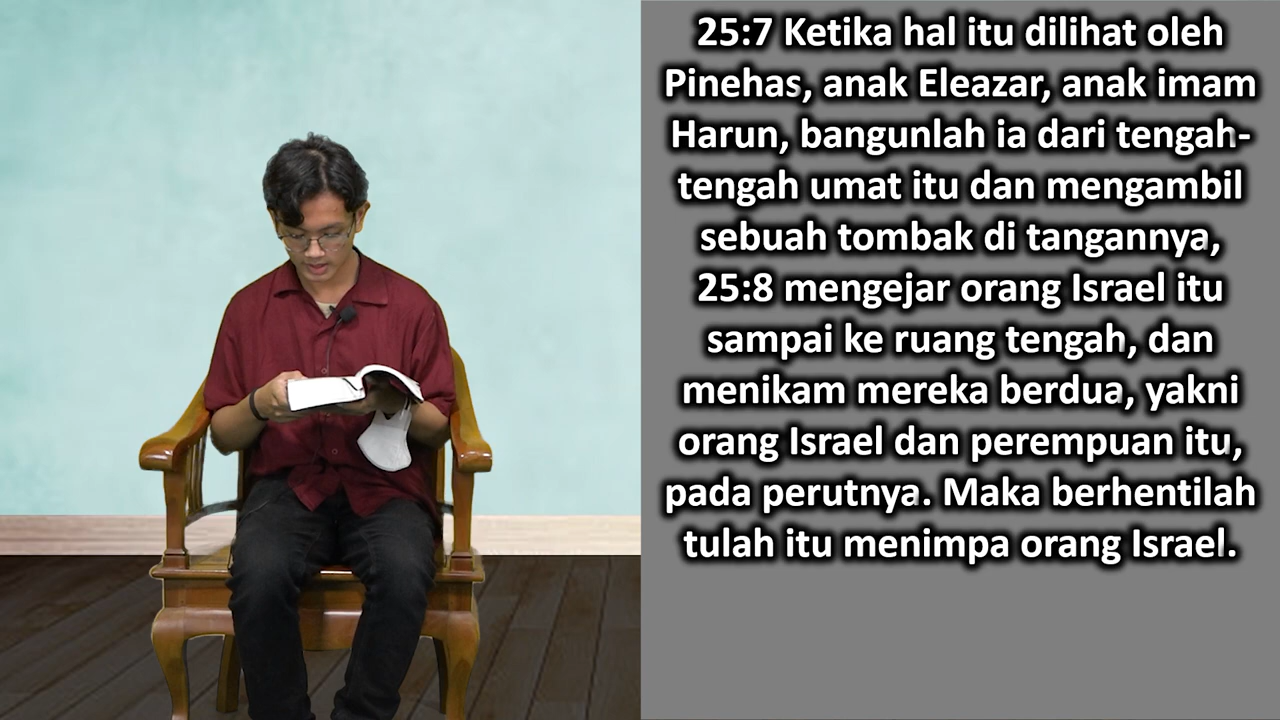 25:7 Ketika hal itu dilihat oleh
Pinehas, anak Eleazar, anak imam
Harun, bangunlah ia dari tengah-
tengah umat itu dan mengambil
sebuah tombak di tangannya,
25:8 mengejar orang Israel itu
sampai ke ruang tengah, dan
menikam mereka berdua, yakni
orang Israel dan perempuan itu,
pada perutnya. Maka berhentilah
tulah itu menimpa orang Israel.